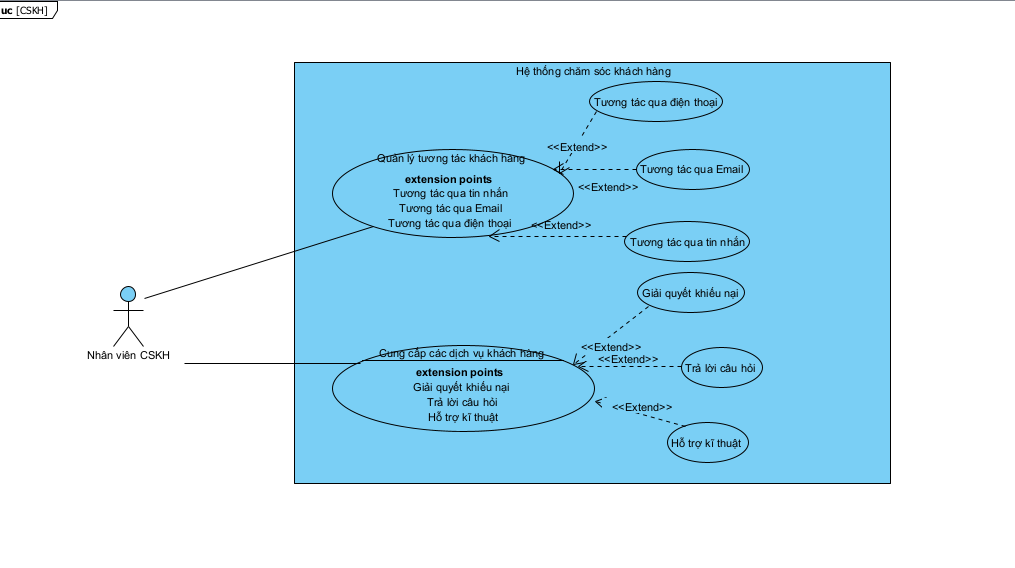 uc [CSKH]
Hệ thống chăm sóc khách hàng
Tương tác qua điện thoại
<<Extend>>
Quản lý tương tác khách hàng
extension points
Tương tác qua tin nhắn
Tương tác qua Email
Tương tác qua điện thoại
Tương tác qua Email
<<Extend>>
<<Extend>>
Tương tác qua tin nhắn
Giải quyết khiếu nại
Nhân viên CSKH
<<Extend>>
Cung cấp các dịch vụ khách hàng
extension points
Giải quyết khiếu nại
Trả lời câu hỏi
Hỗ trợ kĩ thuật
<<Extend>>
Trả lời câu hỏi
<<Extend>>
Hỗ trợ kĩ thuật